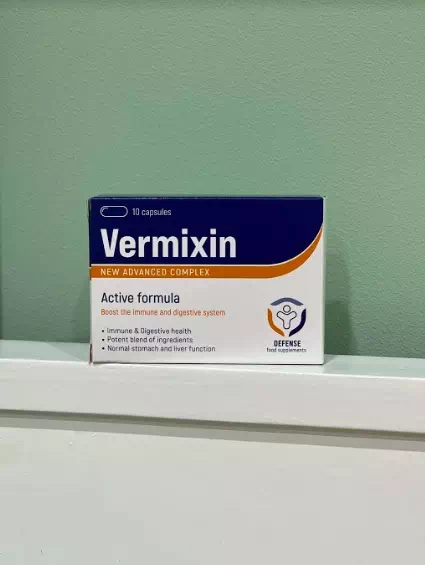 10 capsules
Vermixin
NEW ADVANCED COMPLEX
Active formula
Boost the immune and digestive system
• Immune & Digestive health
• Potent blend of ingredients
• Normal stomach and liver function
DEFENSE
food supplements